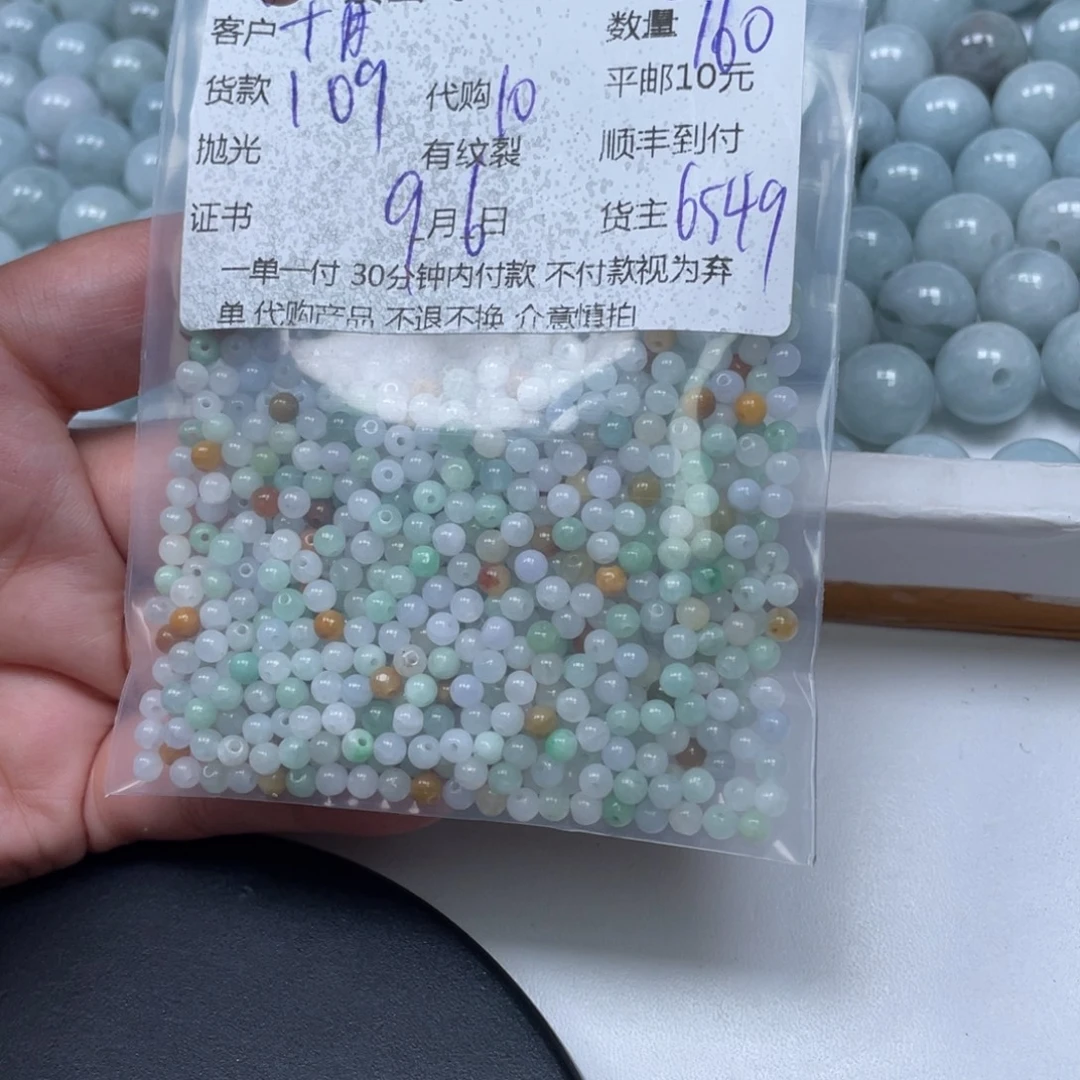 客户 十月 数量 160
货款 109 代购 10 平邮10元
抛光 有纹裂 顺丰到付
证书 9月6日 货主 6549
一单一付 30分钟内付款 不付款视为弃
单 代购产品 不退不换 介意慎拍